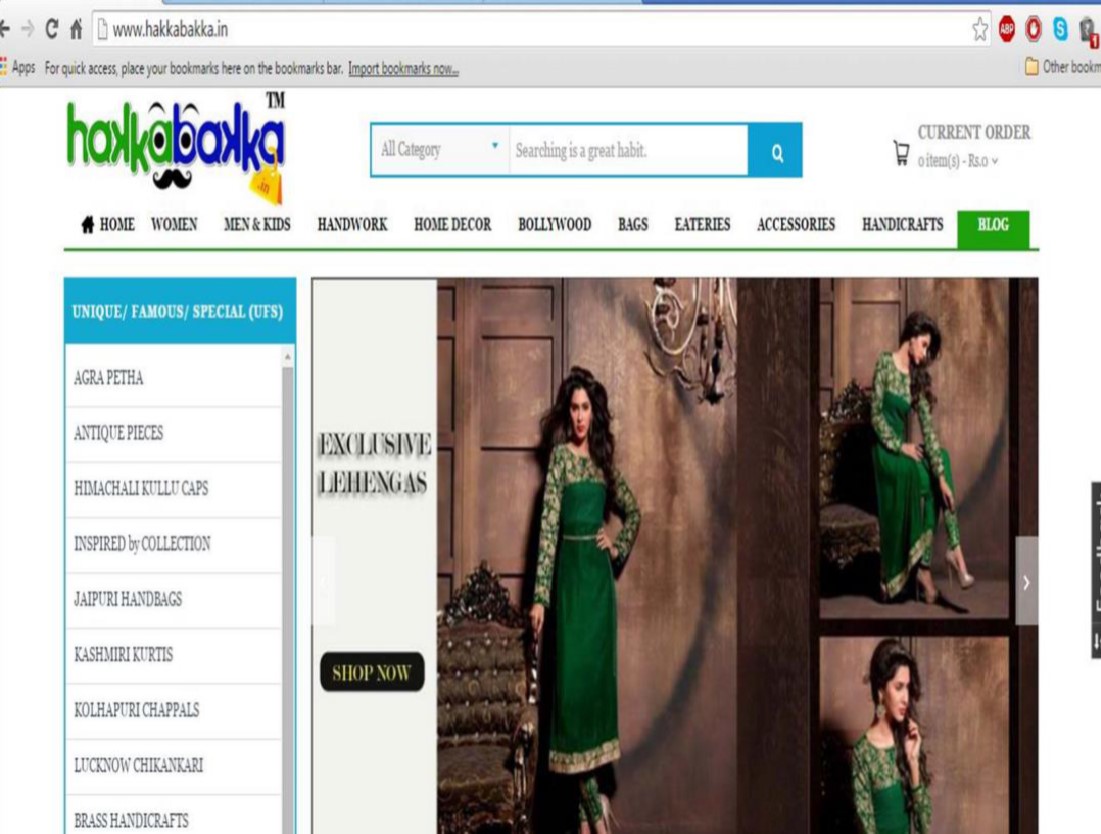 www.hakkabakka.in
ABP
1
Apps For quick access, place your bookmarks here on the bookmarks bar. Import bookmarks now...
Other bookm
hakkabakka
TM
.in
All Category
Searching is a great habit.
CURRENT ORDER
0 item(s) - Rs.0
HOME WOMEN MEN & KIDS HANDWORK HOME DECOR BOLLYWOOD BAGS EATERIES ACCESSORIES HANDICRAFTS BLOG
UNIQUE/ FAMOUS/ SPECIAL (UFS)
AGRA PETHA
ANTIQUE PIECES
HIMACHALI KULLU CAPS
INSPIRED by COLLECTION
JAIPURI HANDBAGS
KASHMIRI KURTIS
KOLHAPURI CHAPPALS
LUCKNOW CHIKANKARI
BRASS HANDICRAFTS
EXCLUSIVE
LEHENGAS
SHOP NOW